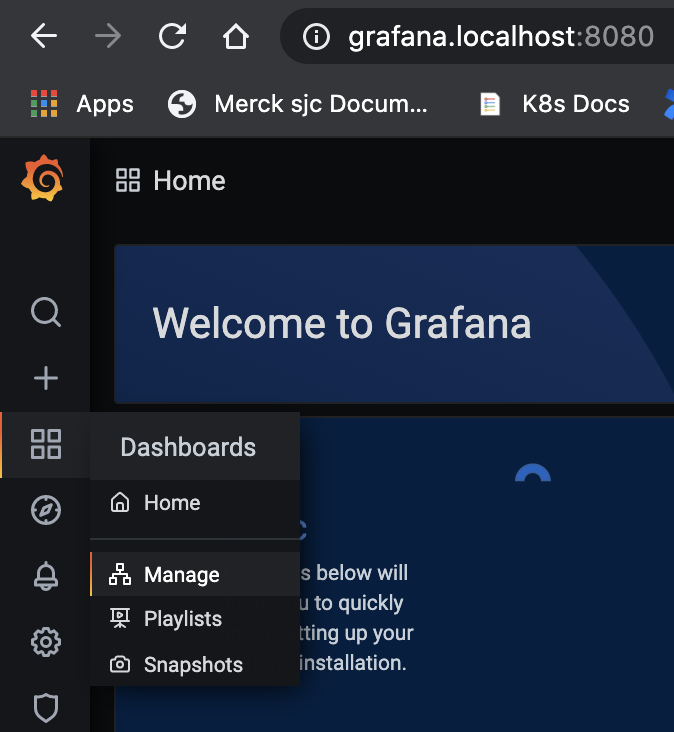 grafana.localhost:8080
Apps Merck sjc Docum... K8s Docs
Home
Welcome to Grafana
Dashboards
Home
Manage
Playlists
Snapshots
below will
to quickly
up your
installation.